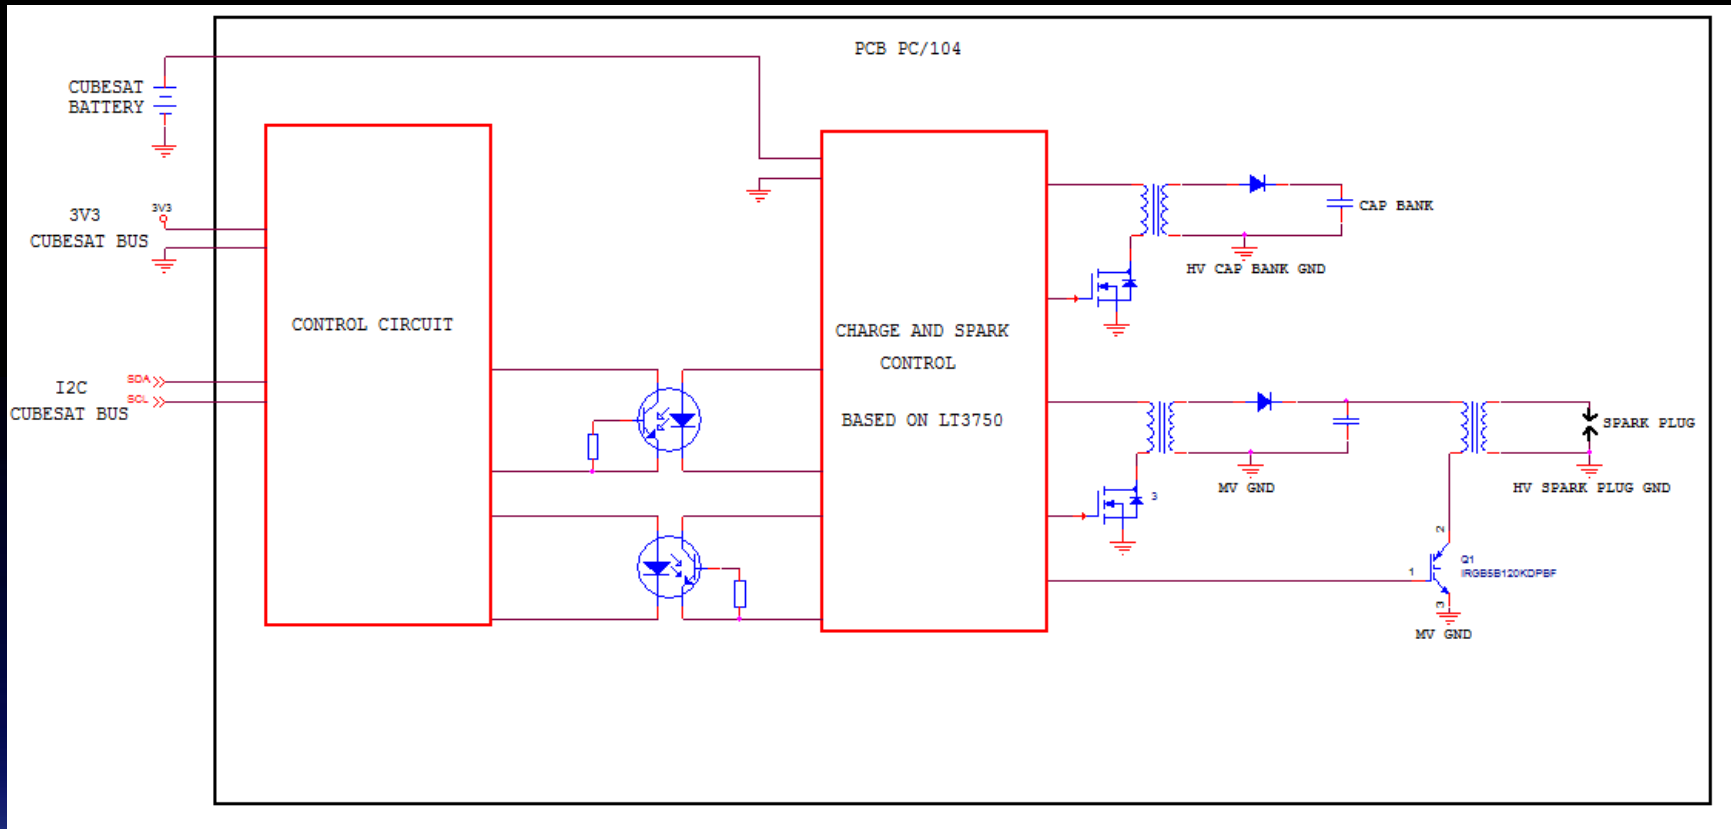 PCB PC/104
CUBESAT
BATTERY
3V3
3V3
CUBESAT BUS
CAP BANK
HV CAP BANK GND
CONTROL CIRCUIT
CHARGE AND SPARK
CONTROL
BASED ON LT3750
I2C
SDA
CUBESAT BUS
SCL
SPARK PLUG
MV GND
HV SPARK PLUG GND
3
2
Q1
1
IRGB5B120KDPBF
3
MV GND